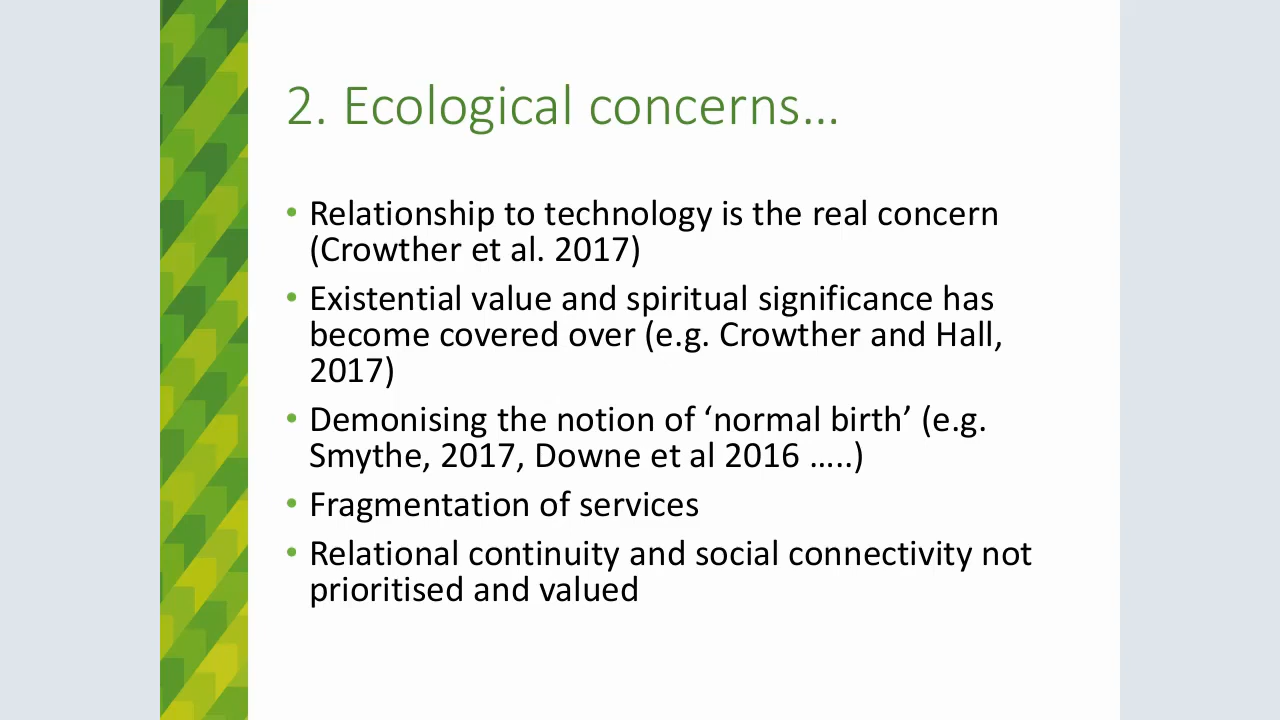 2. Ecological concerns...
• Relationship to technology is the real concern
(Crowther et al. 2017)
• Existential value and spiritual significance has
become covered over (e.g. Crowther and Hall,
2017)
• Demonising the notion of ‘normal birth’ (e.g.
Smythe, 2017, Downe et al 2016 .....)
• Fragmentation of services
• Relational continuity and social connectivity not
prioritised and valued